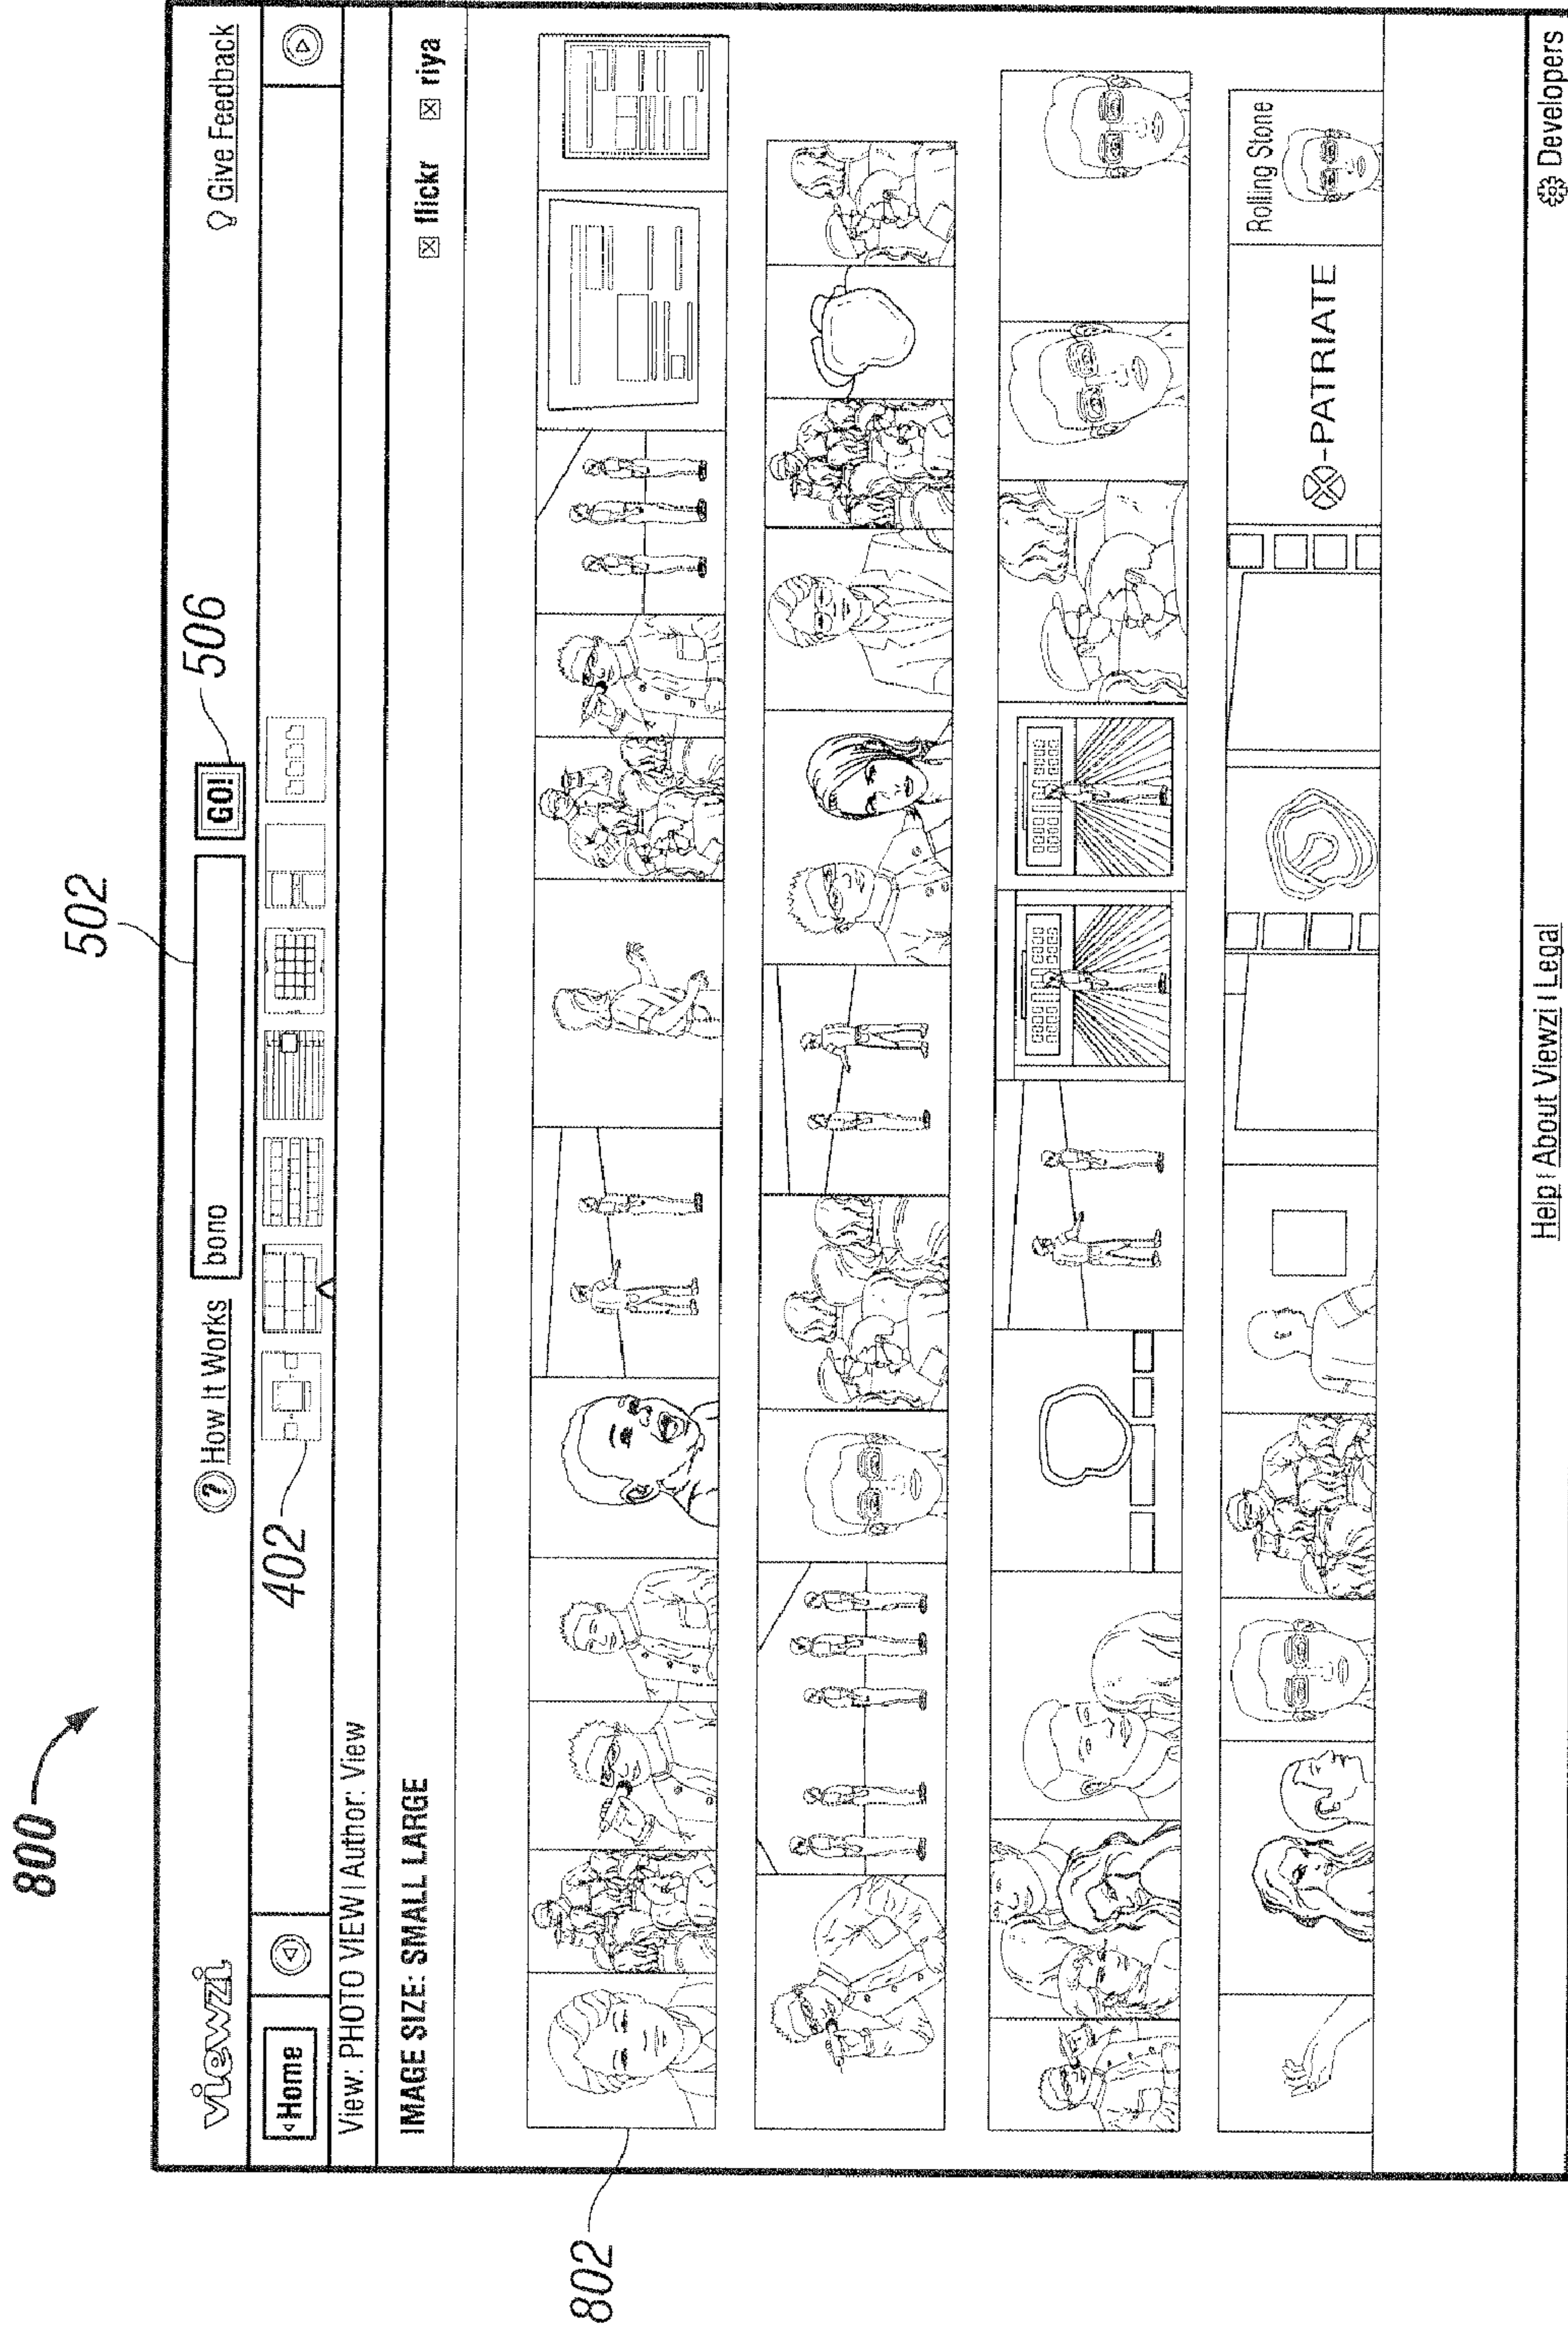 800
502
506
viewzi
? How It Works
bono
GO!
Give Feedback
Home
402
View: PHOTO VIEW | Author: View
IMAGE SIZE: SMALL LARGE
flickr
riya
802
X-PATRIATE
Rolling Stone
Help | About Viewzi | Legal
Developers